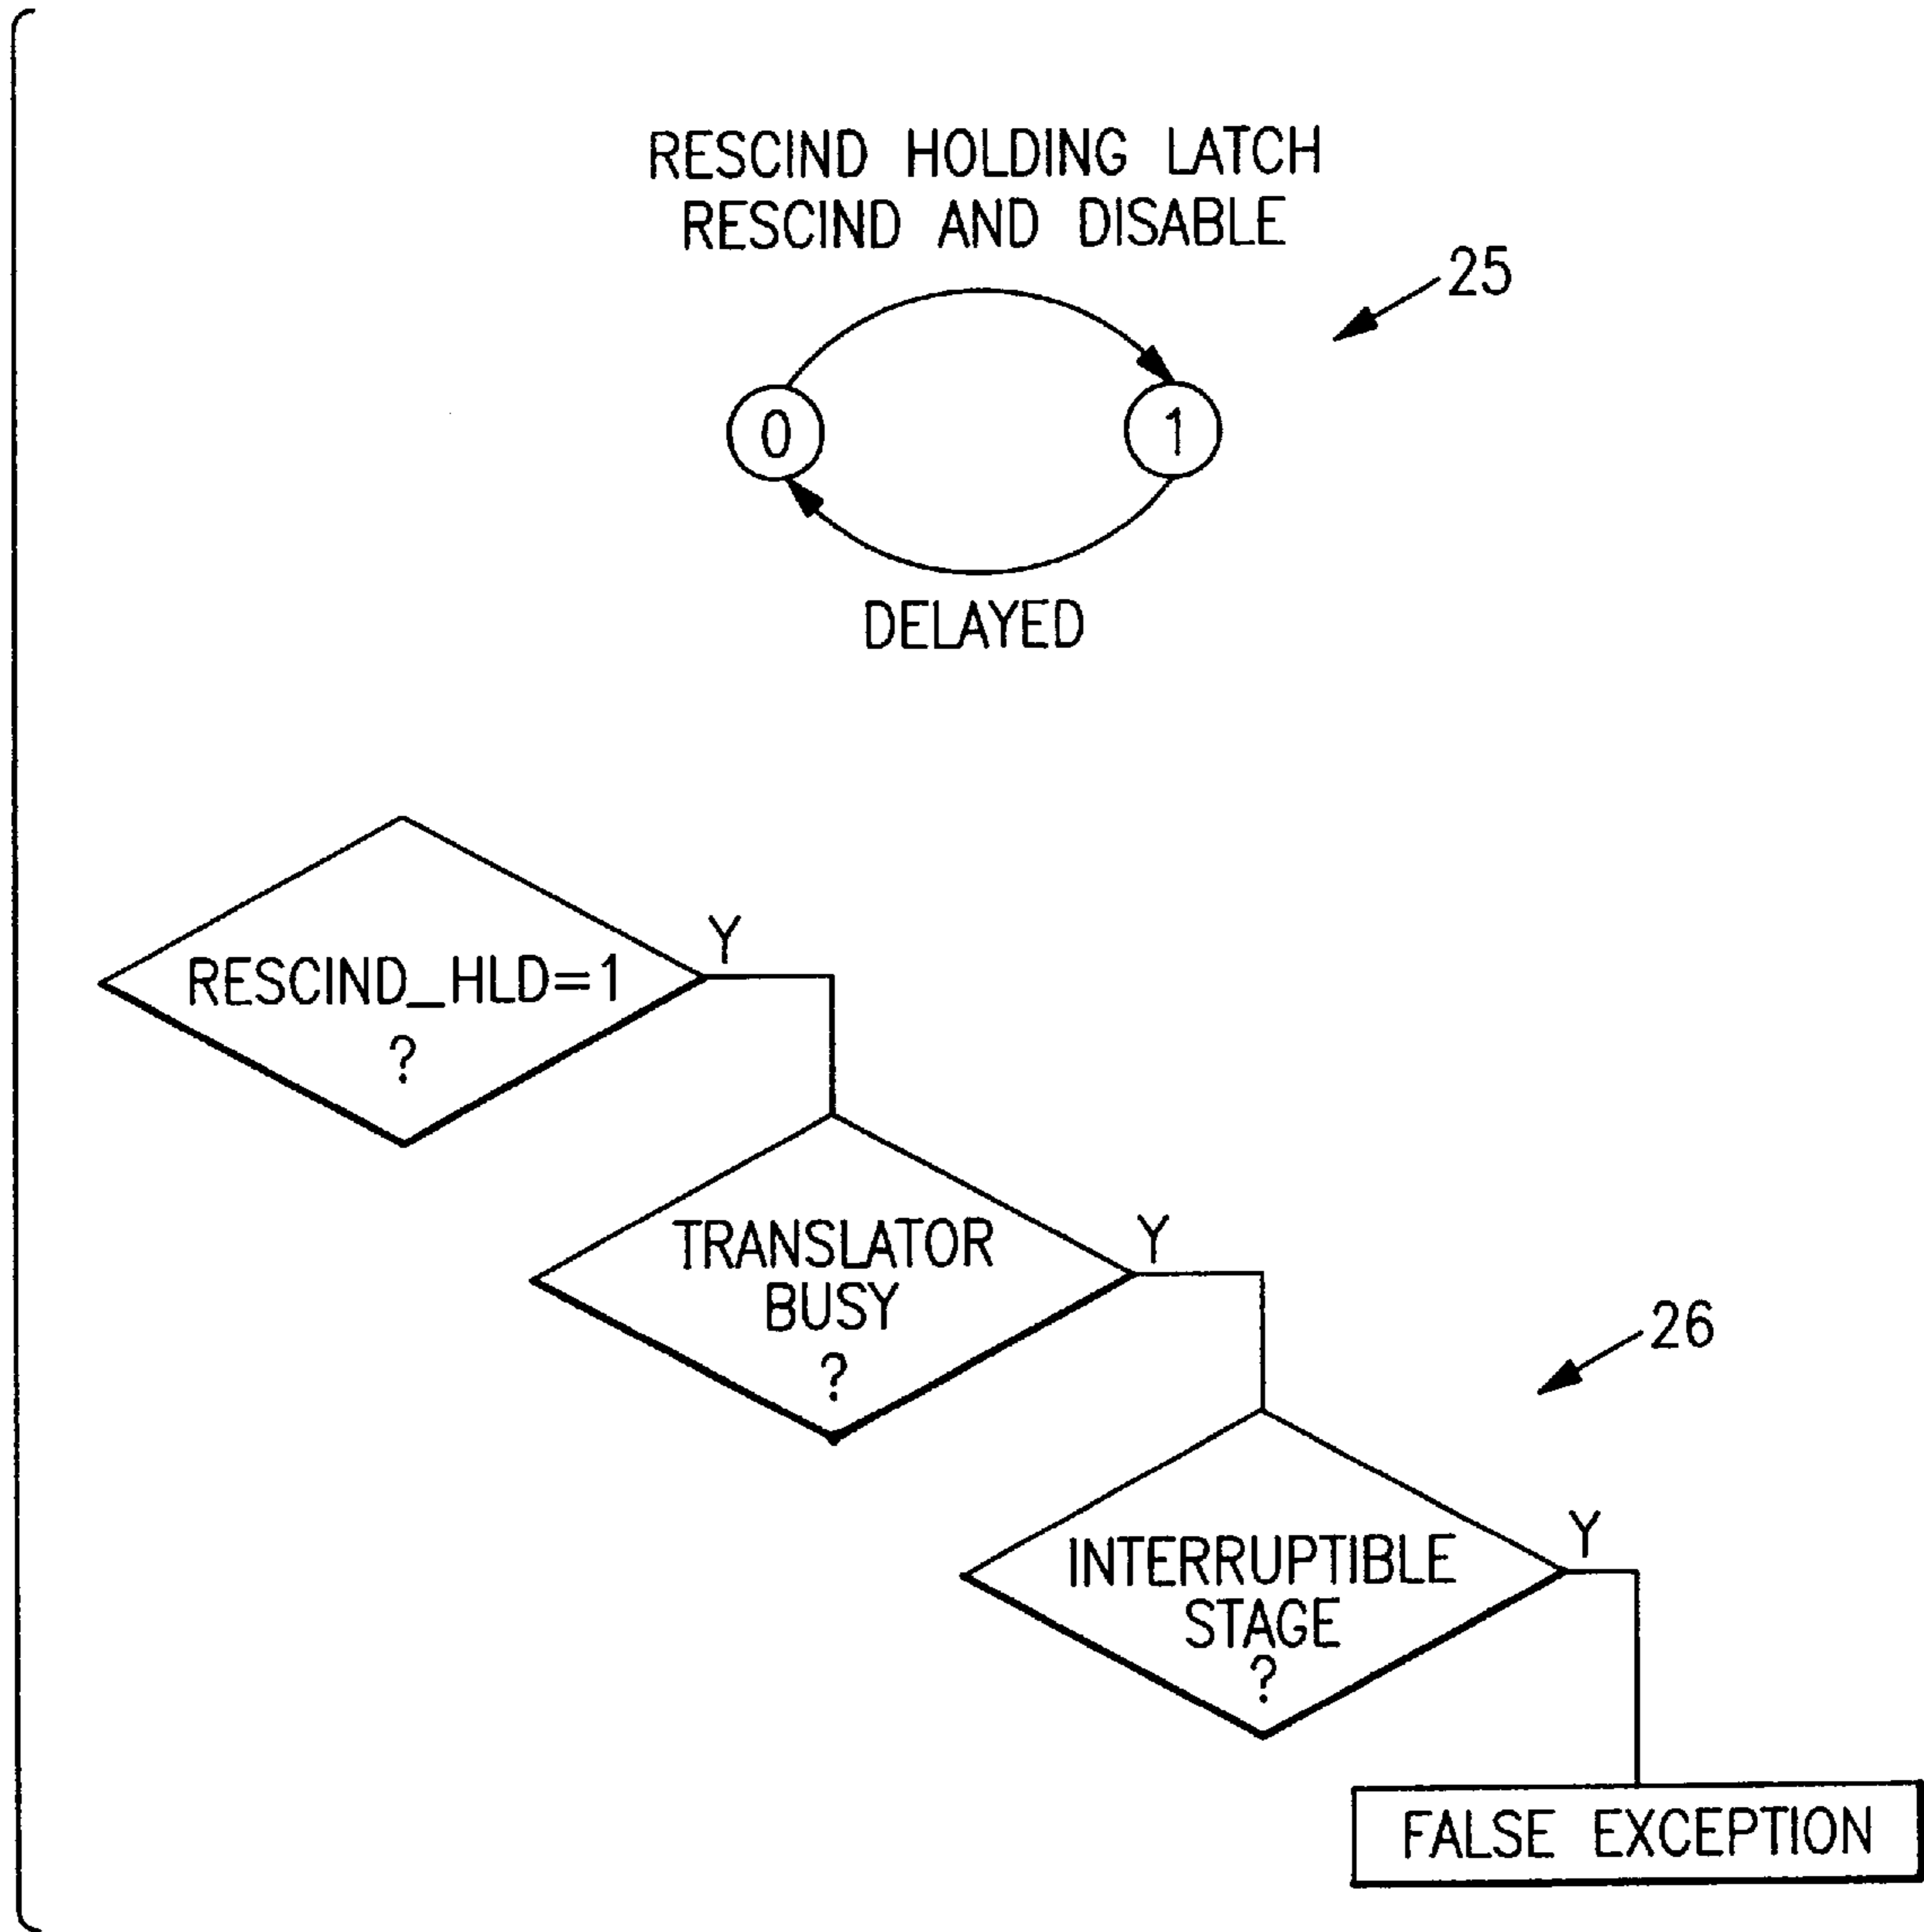 RESCIND HOLDING LATCH
RESCIND AND DISABLE
25
0
1
DELAYED
Y
RESCIND_HLD=1
?
Y
TRANSLATOR
BUSY
?
26
Y
INTERRUPTIBLE
STAGE
?
FALSE EXCEPTION